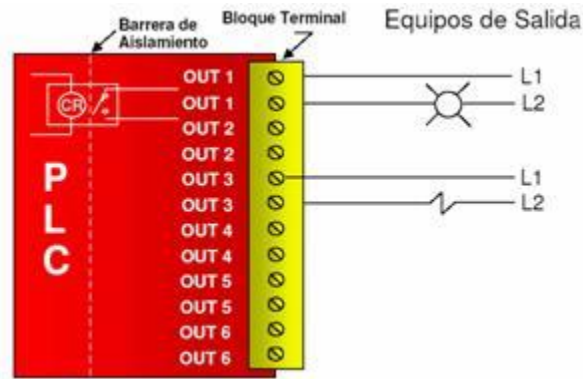 Barrera de
Aislamiento
Bloque Terminal
Equipos de Salida
OUT 1
L1
CR
OUT 1
L2
OUT 2
OUT 2
PLC
OUT 3
L1
OUT 3
L2
OUT 4
OUT 4
OUT 5
OUT 5
OUT 6
OUT 6